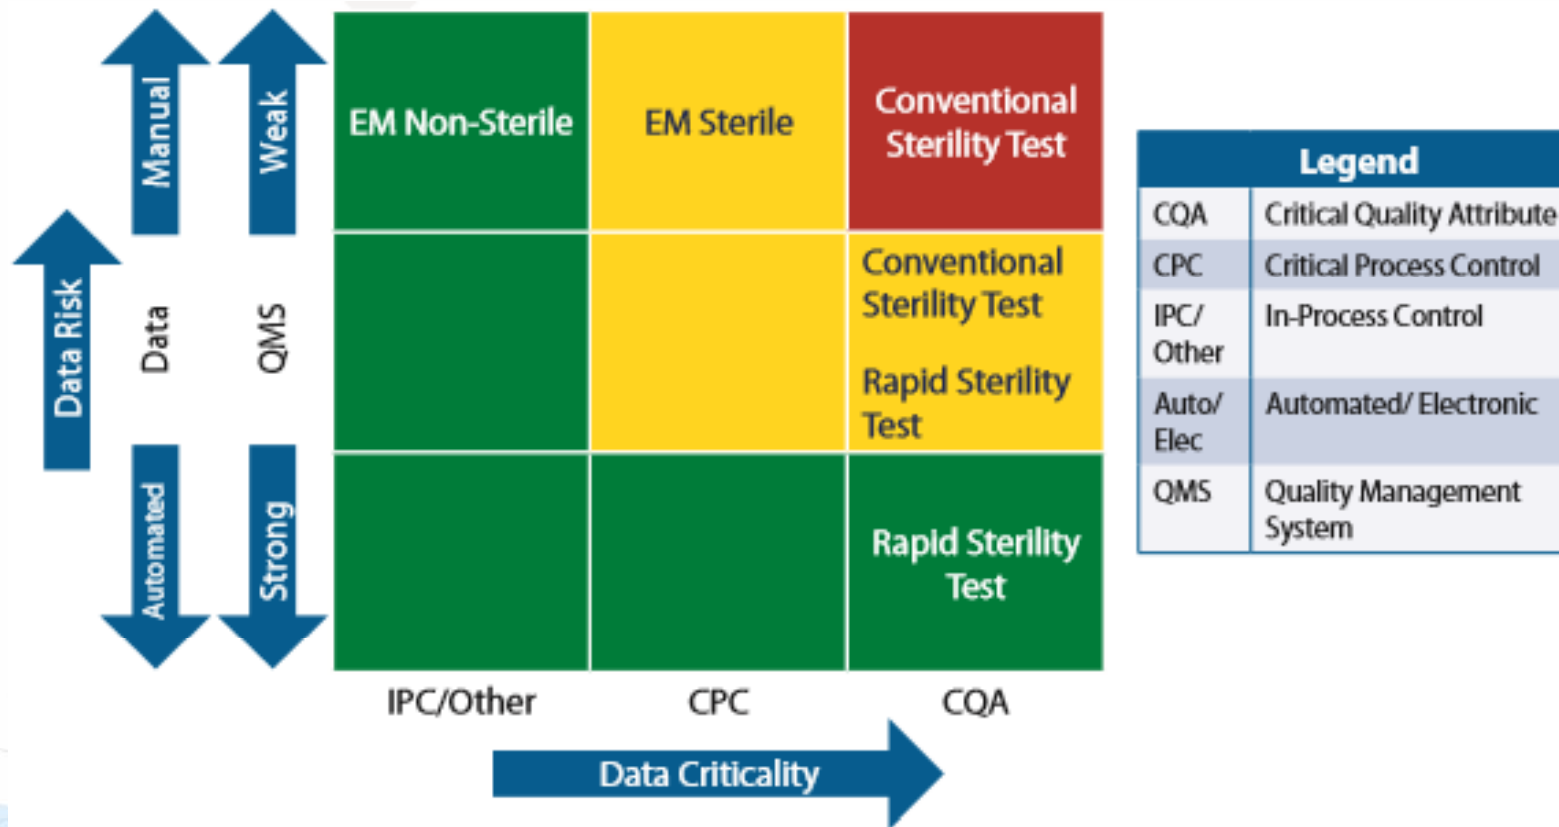 Data Risk
Manual
Data
Automated
Weak
QMS
Strong
EM Non-Sterile
EM Sterile
Conventional
Sterility Test
Conventional
Sterility Test
Rapid Sterility
Test
Rapid Sterility
Test
IPC/Other
CPC
CQA
Data Criticality
Legend
CQA Critical Quality Attribute
CPC Critical Process Control
IPC/ In-Process Control
Other
Auto/ Automated/ Electronic
Elec
QMS Quality Management
System